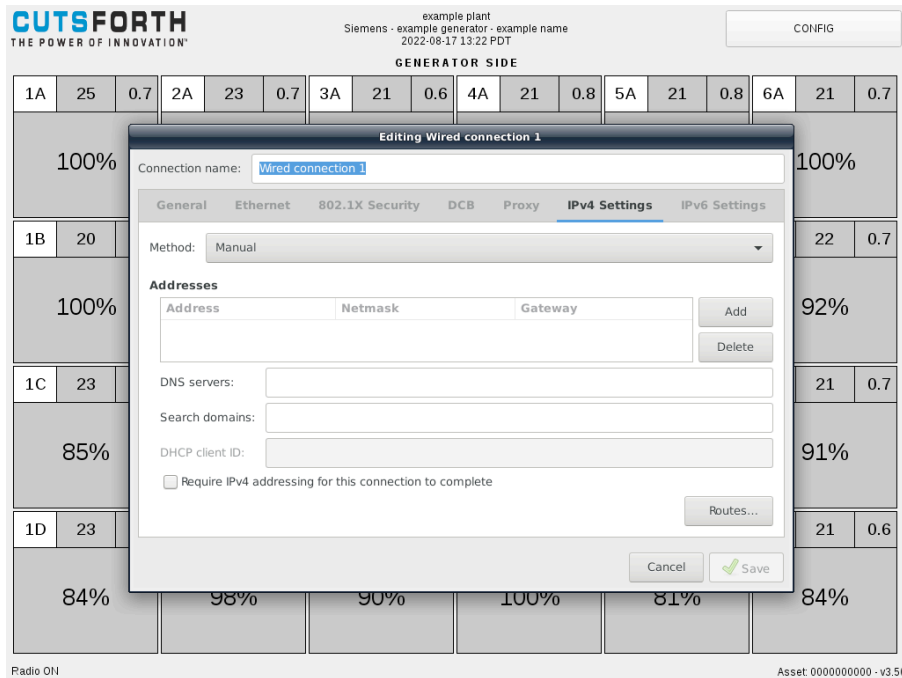 CUTSFORTH
THE POWER OF INNOVATION®
example plant
Siemens - example generator - example name
2022-08-17 13:22 PDT
CONFIG
GENERATOR SIDE
1A 25 0.7 2A 23 0.7 3A 21 0.6 4A 21 0.8 5A 21 0.8 6A 21 0.7
Editing Wired connection 1
100% 100%
Connection name: Wired connection 1
General Ethernet 802.1X Security DCB Proxy IPv4 Settings IPv6 Settings
1B 20 22 0.7
Method: Manual
Addresses
Address Netmask Gateway
100% Add 92%
Delete
1C 23 DNS servers: 21 0.7
Search domains:
85% DHCP client ID: 91%
Require IPv4 addressing for this connection to complete
Routes...
1D 23 21 0.6
Cancel Save
84% 98% 90% 100% 81% 84%
Radio ON
Asset: 0000000000 - v3.5